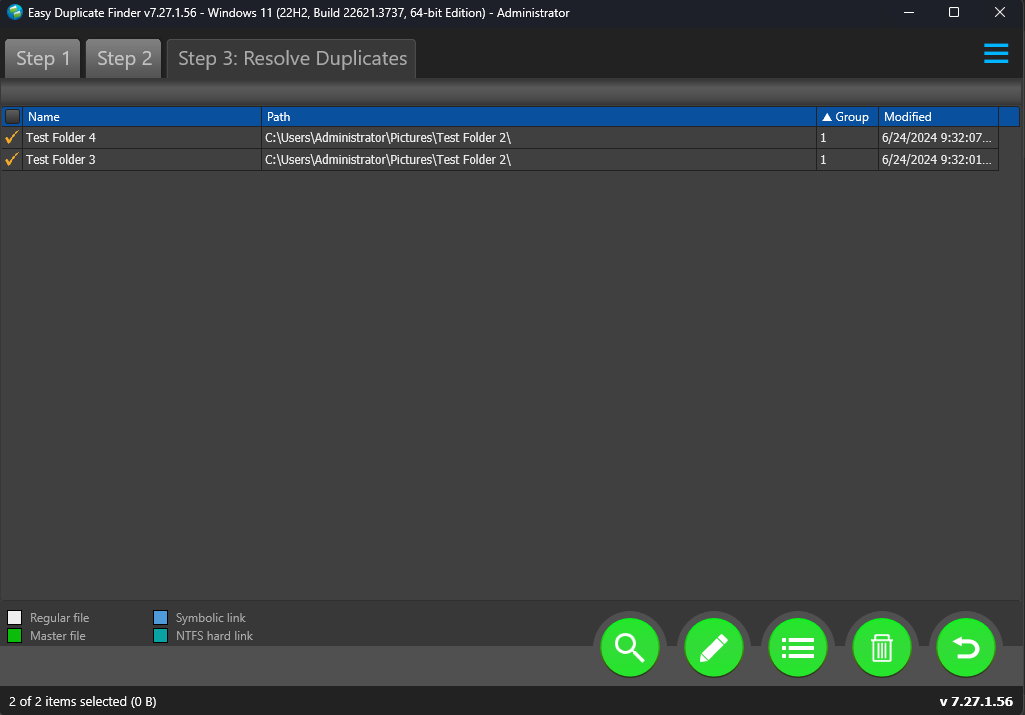 Easy Duplicate Finder v7.27.1.56 - Windows 11 (22H2, Build 22621.3737, 64-bit Edition) - Administrator
Step 1 Step 2 Step 3: Resolve Duplicates
Name Path ▲ Group Modified
Test Folder 4 C:\Users\Administrator\Pictures\Test Folder 2\ 1 6/24/2024 9:32:07...
Test Folder 3 C:\Users\Administrator\Pictures\Test Folder 2\ 1 6/24/2024 9:32:01...
Regular file Symbolic link
Master file NTFS hard link
2 of 2 items selected (0 B) v 7.27.1.56